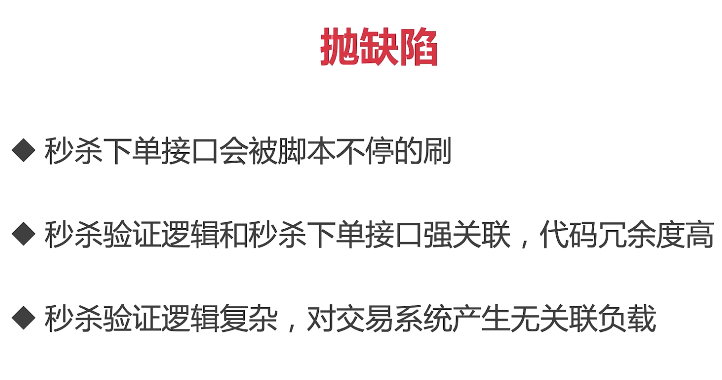 抛缺陷
◆ 秒杀下单接口会被脚本不停的刷
◆ 秒杀验证逻辑和秒杀下单接口强关联，代码冗余度高
◆ 秒杀验证逻辑复杂，对交易系统产生无关联负载